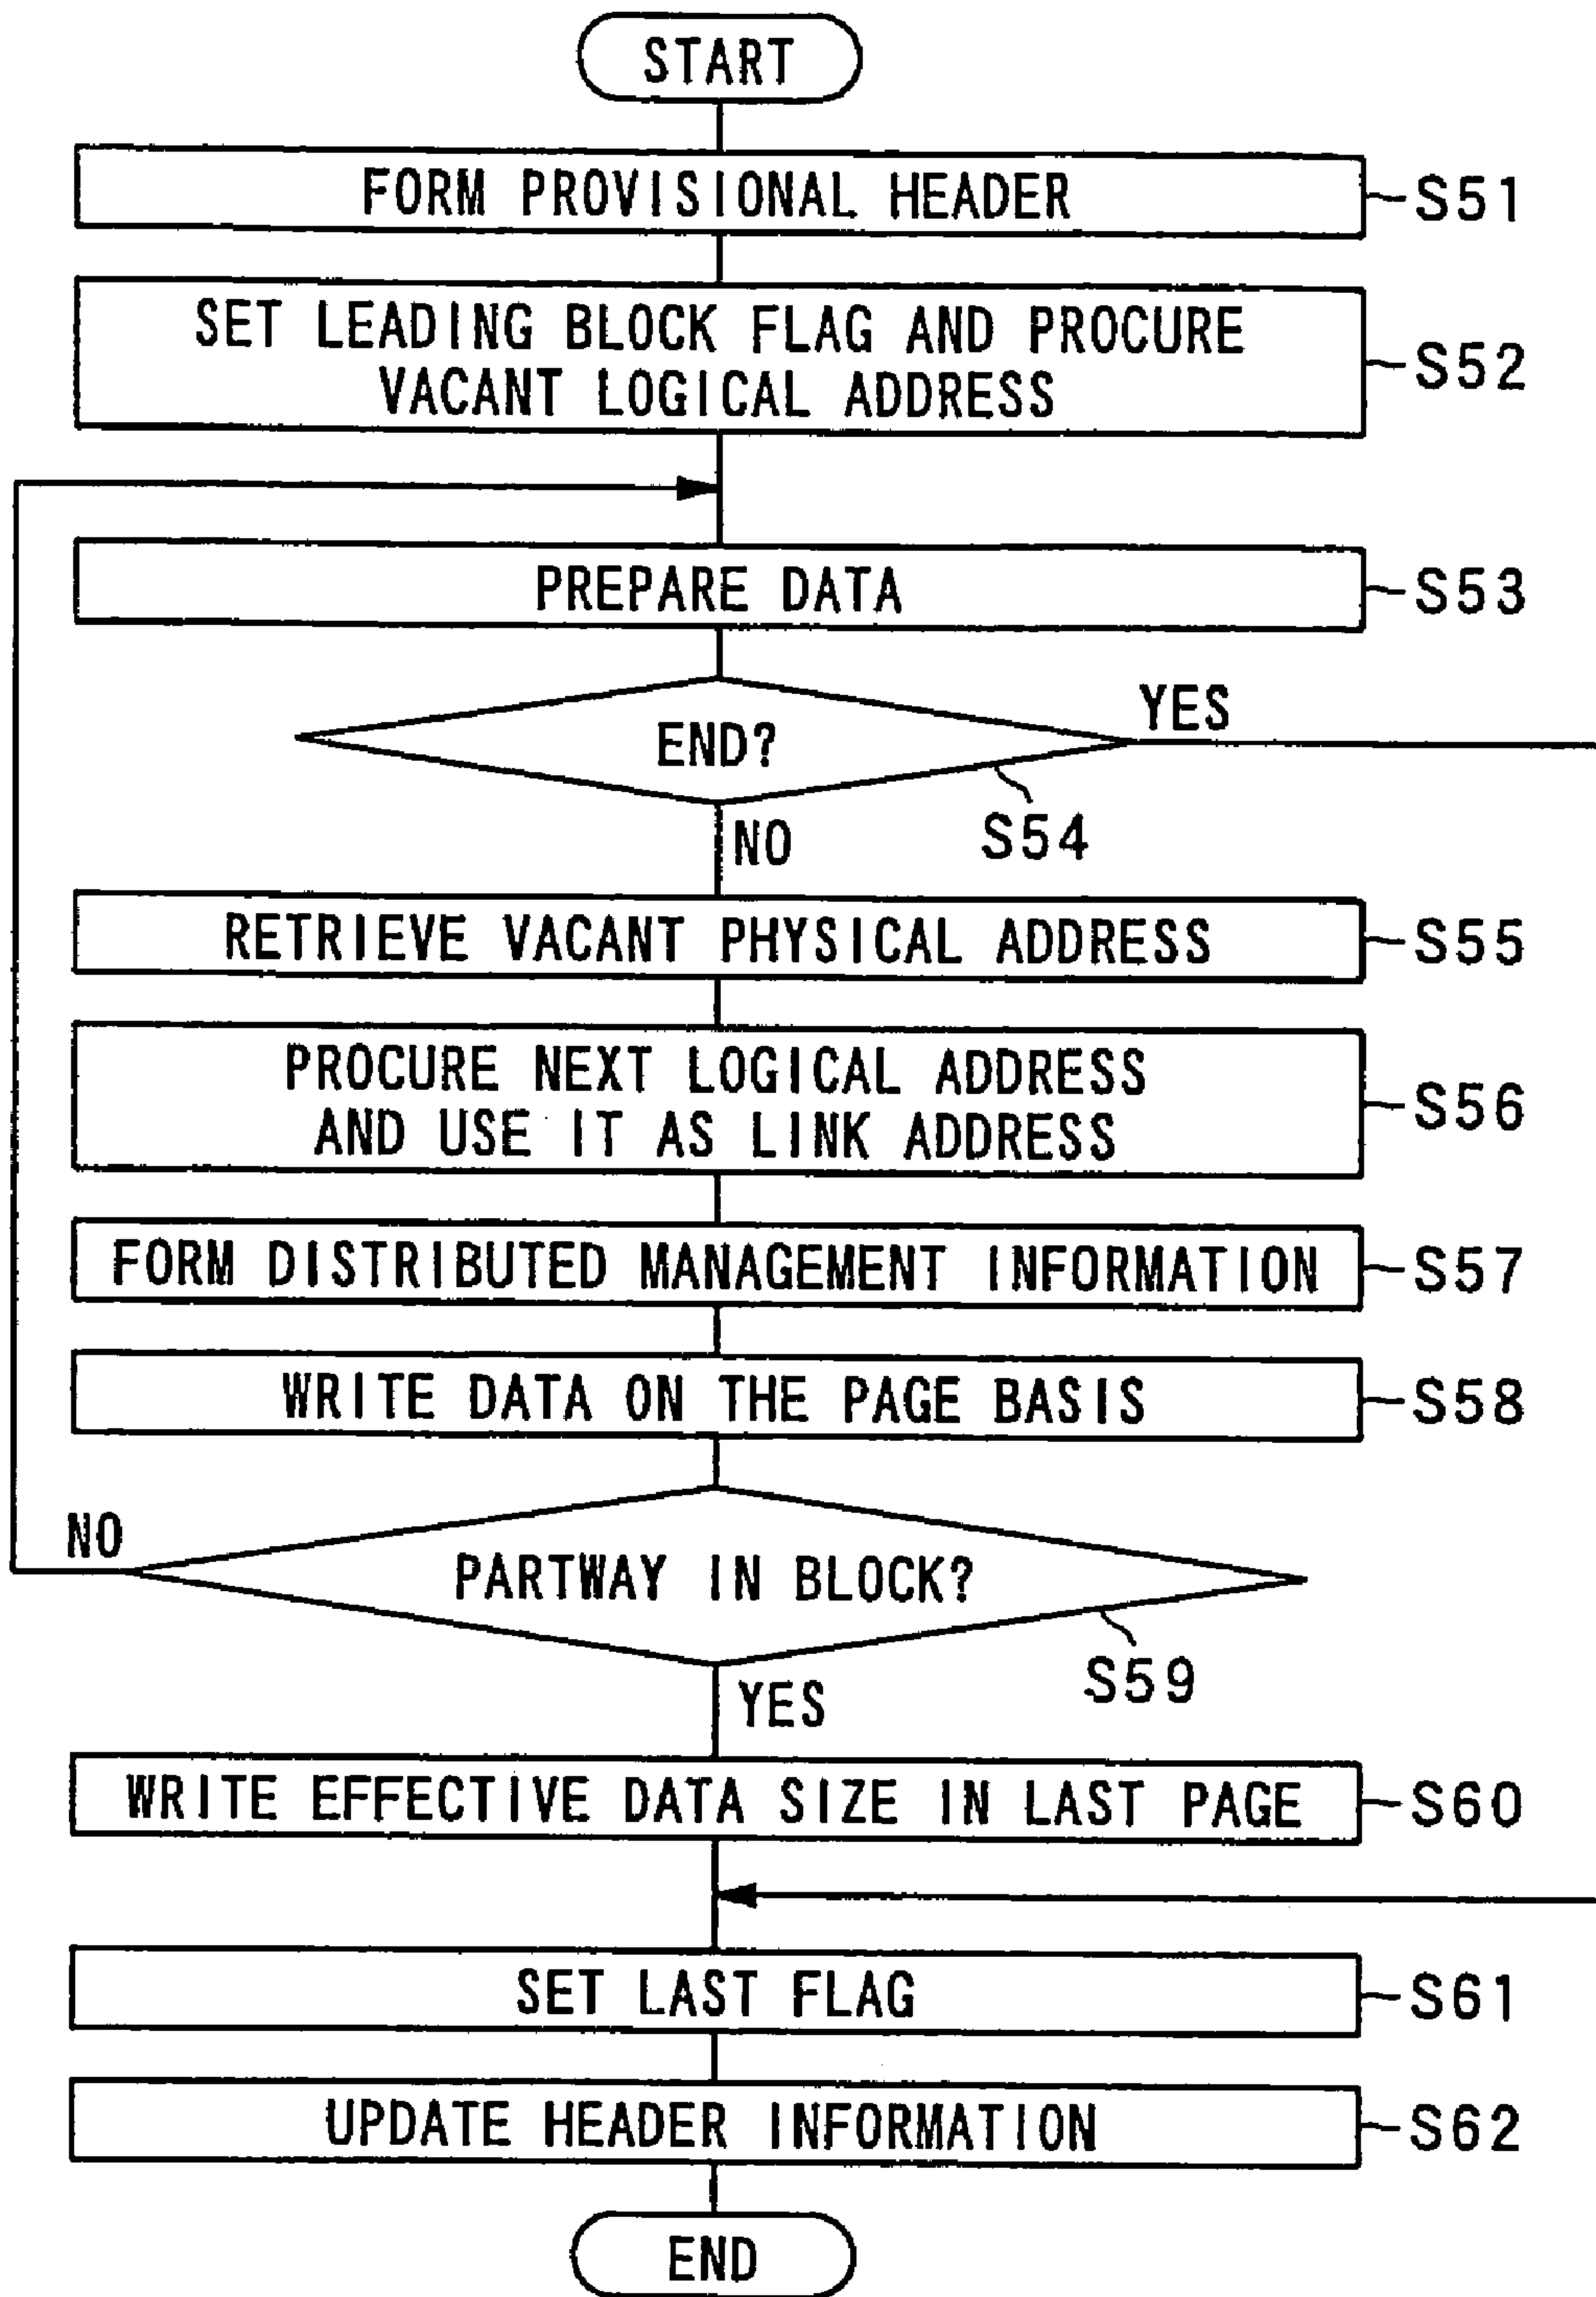 START
FORM PROVISIONAL HEADER
S51
SET LEADING BLOCK FLAG AND PROCURE
VACANT LOGICAL ADDRESS
S52
PREPARE DATA
S53
END?
YES
S54
NO
RETRIEVE VACANT PHYSICAL ADDRESS
S55
PROCURE NEXT LOGICAL ADDRESS
AND USE IT AS LINK ADDRESS
S56
FORM DISTRIBUTED MANAGEMENT INFORMATION
S57
WRITE DATA ON THE PAGE BASIS
S58
NO
PARTWAY IN BLOCK?
S59
YES
WRITE EFFECTIVE DATA SIZE IN LAST PAGE
S60
SET LAST FLAG
S61
UPDATE HEADER INFORMATION
S62
END